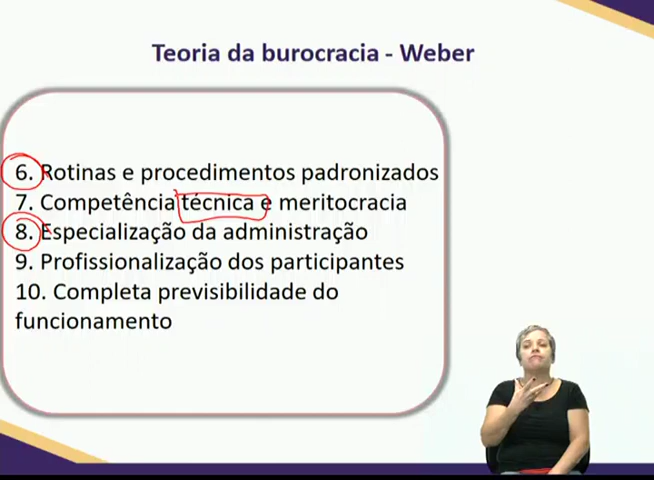 Teoria da burocracia - Weber
6. Rotinas e procedimentos padronizados
7. Competência técnica e meritocracia
8. Especialização da administração
9. Profissionalização dos participantes
10. Completa previsibilidade do
funcionamento